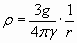 ρ = 3g/4πγ · 1/r